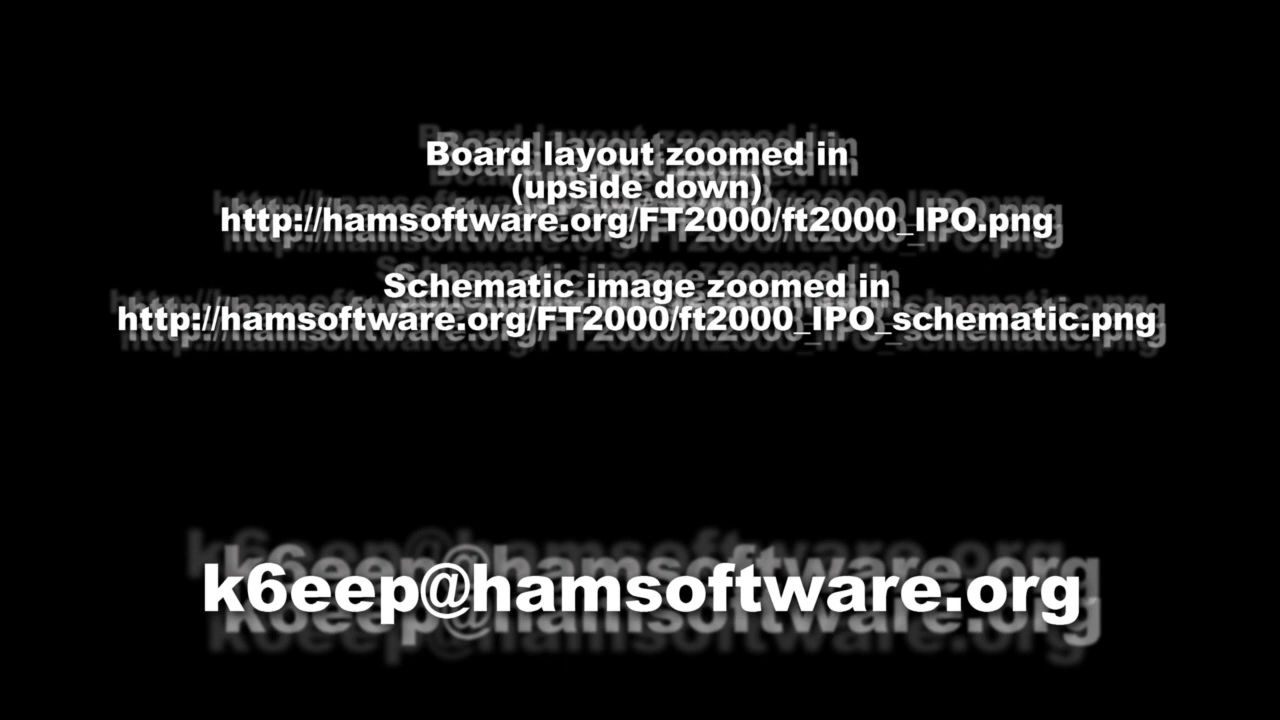 Board layout zoomed in
(upside down)
http://hamsoftware.org/FT2000/ft2000_IPO.png
Schematic image zoomed in
http://hamsoftware.org/FT2000/ft2000_IPO_schematic.png
k6eep@hamsoftware.org